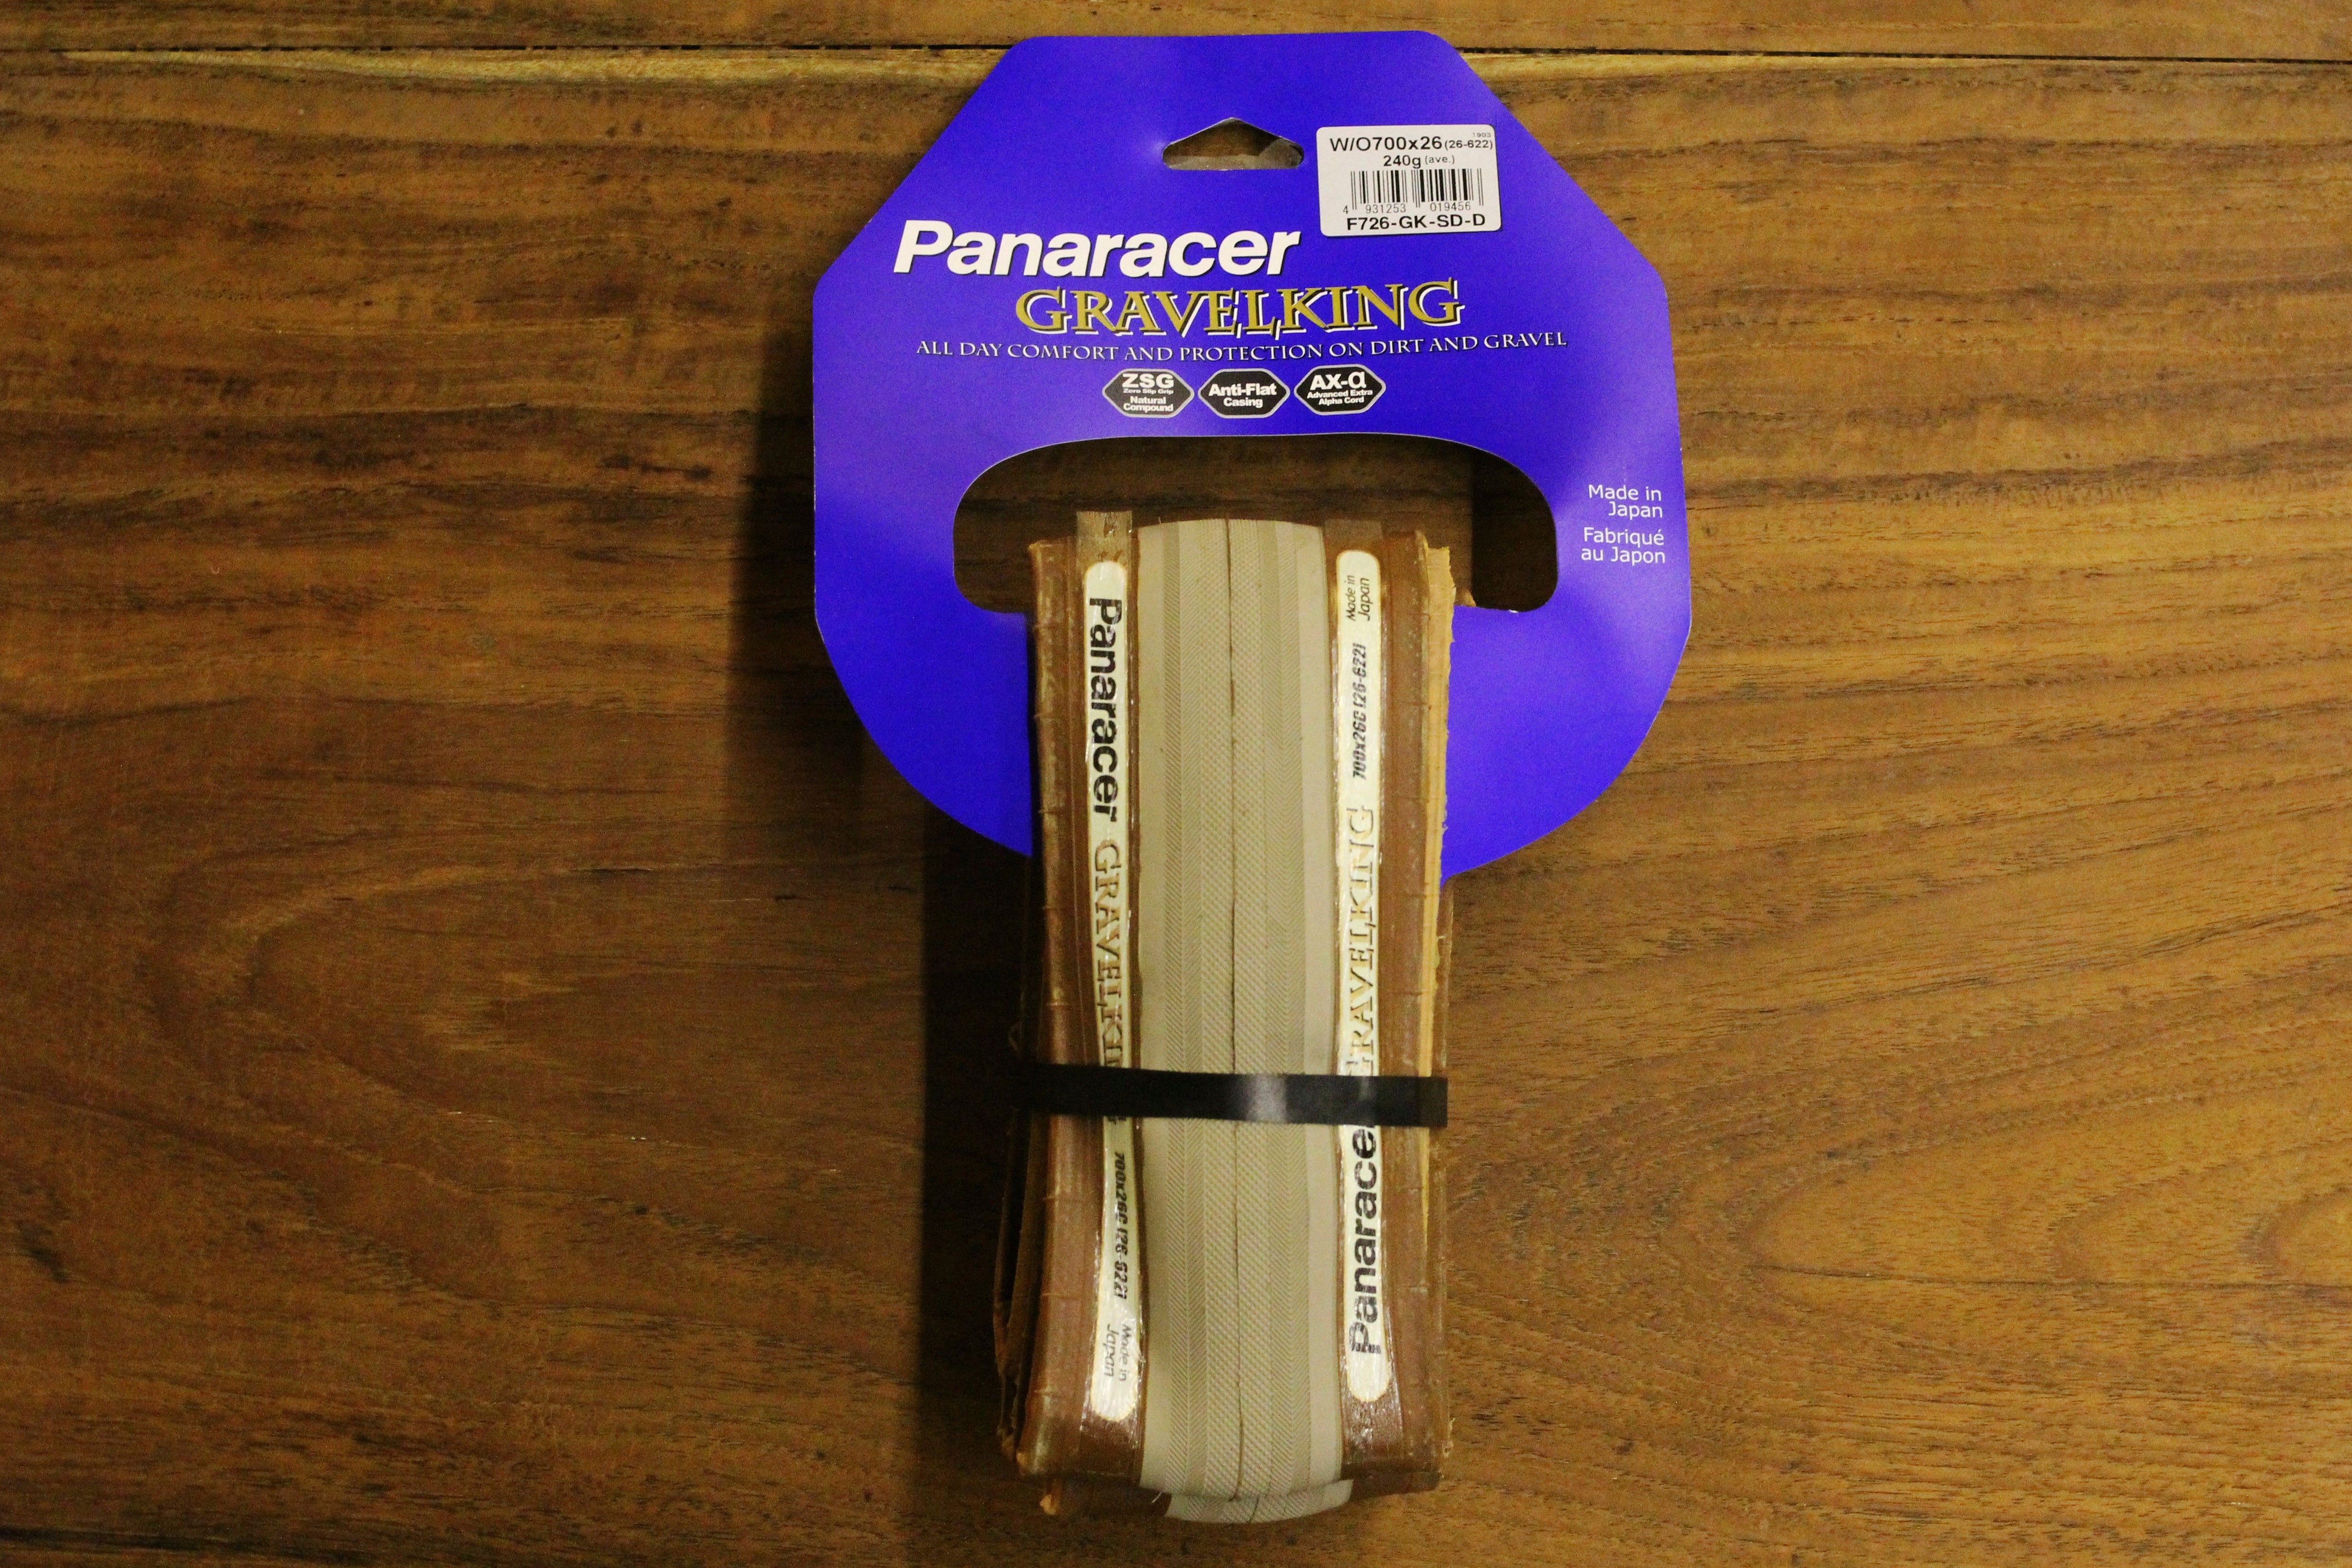 1903
W/O700x26 (26-622)
240g (ave.)
4 931253 019456
F726-GK-SD-D
Panaracer
GRAVELKING
ALL DAY COMFORT AND PROTECTION ON DIRT AND GRAVEL
ZSG
Zero Slip Grip
Natural
Compound
Anti-Flat
Casing
AX-α
Advanced Extra
Alpha Cord
Made in
Japan
Fabriqué
au Japon
Panaracer GRAVELKIN 700x26C [26-622] Made in
Japan
Panaracer GRAVELKING 700x26C [26-622] Made in
Japan